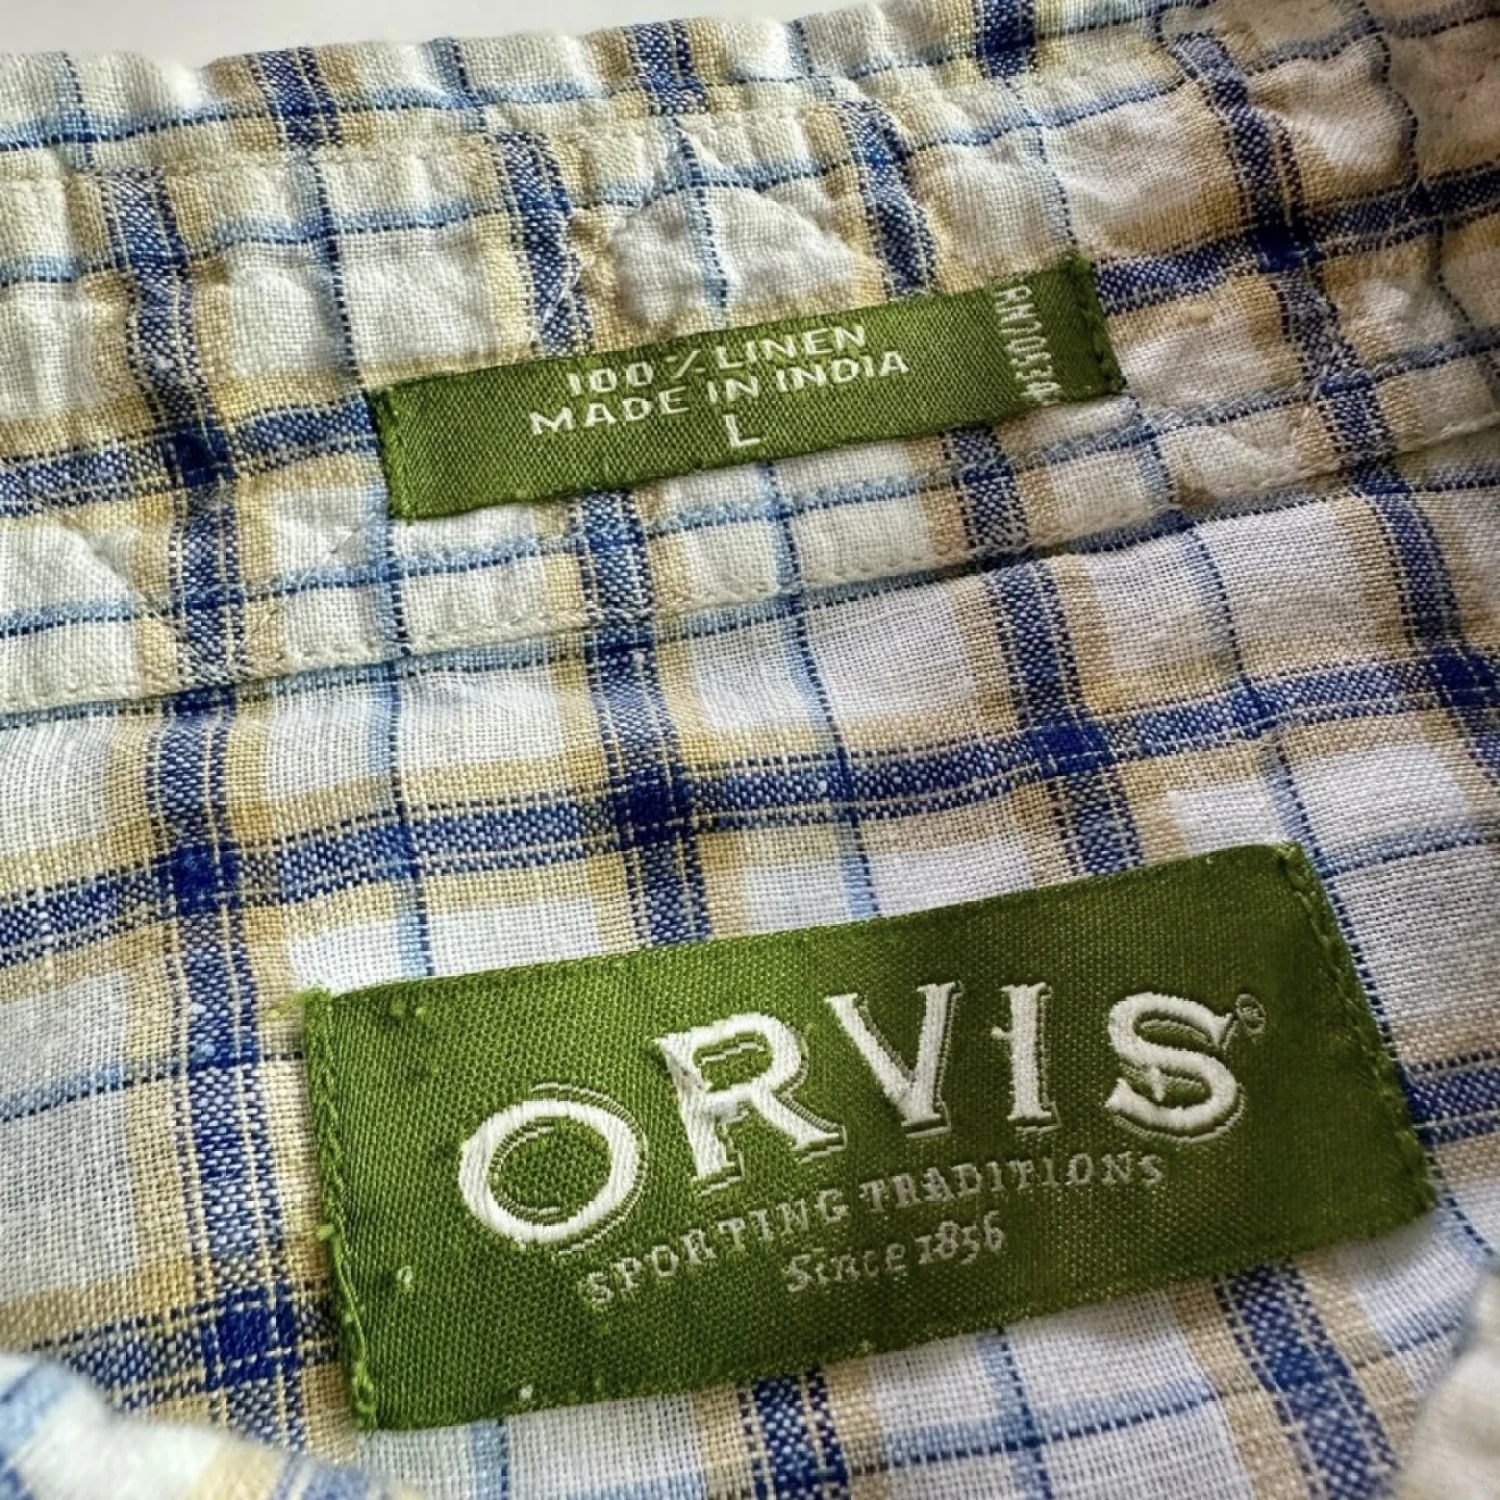 100% LINEN
MADE IN INDIA
L
ORVIS®
SPORTING TRADITIONS
Since 1856